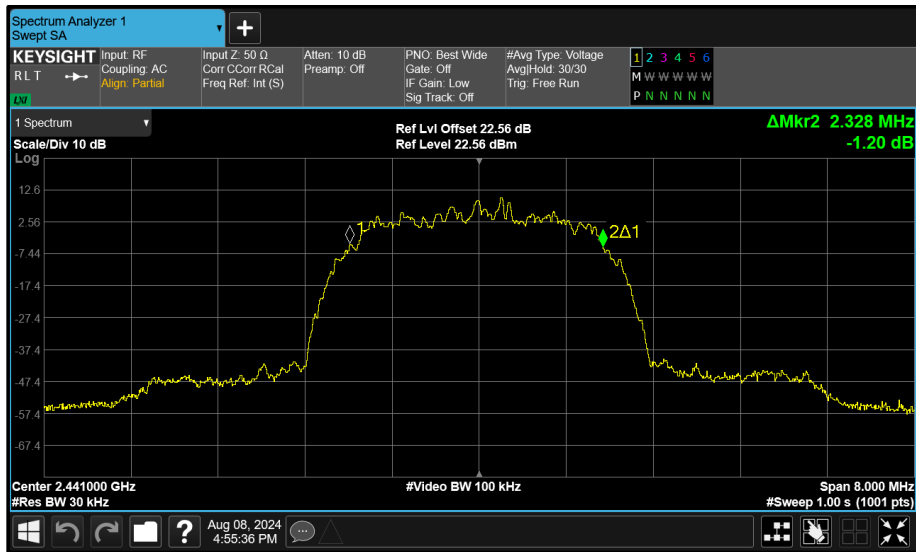 Spectrum Analyzer 1
Swept SA
+
KEYSIGHT
R L T
LXI
Input: RF
Coupling: AC
Align: Partial
Input Z: 50 Ω
Corr CCorr RCal
Freq Ref: Int (S)
Atten: 10 dB
Preamp: Off
PNO: Best Wide
Gate: Off
IF Gain: Low
Sig Track: Off
#Avg Type: Voltage
Avg|Hold: 30/30
Trig: Free Run
1 2 3 4 5 6
M W W W W W
P N N N N N
1 Spectrum
Scale/Div 10 dB
Ref Lvl Offset 22.56 dB
Ref Level 22.56 dBm
ΔMkr2 2.328 MHz
-1.20 dB
Log
12.6
2.56
-7.44
-17.4
-27.4
-37.4
-47.4
-57.4
-67.4
1
2Δ1
Center 2.441000 GHz
#Res BW 30 kHz
#Video BW 100 kHz
Span 8.000 MHz
#Sweep 1.00 s (1001 pts)
?
Aug 08, 2024
4:55:36 PM